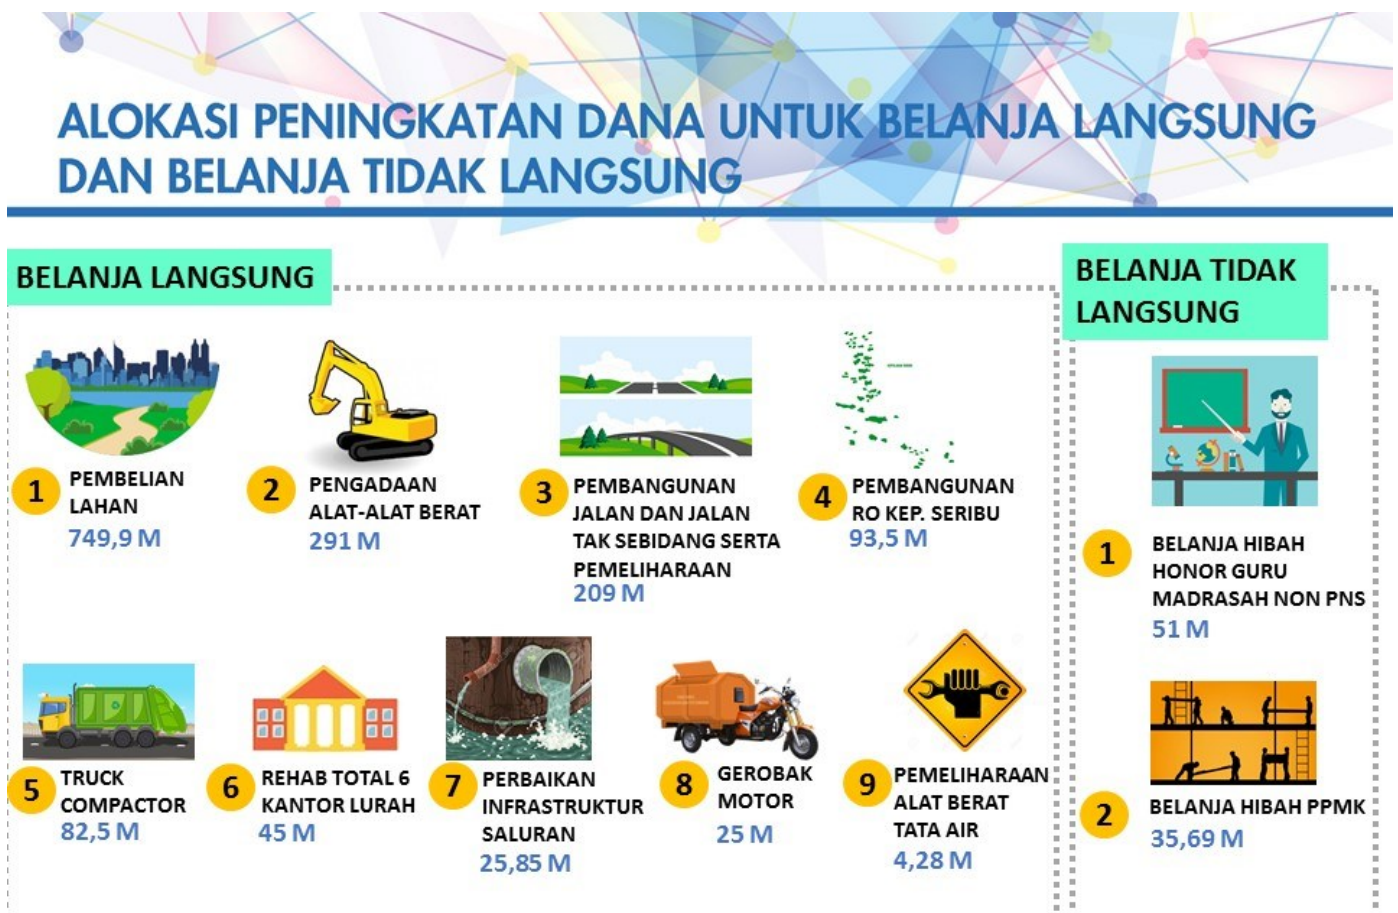 ALOKASI PENINGKATAN DANA UNTUK BELANJA LANGSUNG
DAN BELANJA TIDAK LANGSUNG
BELANJA LANGSUNG
1
PEMBELIAN
LAHAN
749,9 M
2
PENGADAAN
ALAT-ALAT BERAT
291 M
3
PEMBANGUNAN
JALAN DAN JALAN
TAK SEBIDANG SERTA
PEMELIHARAAN
209 M
4
PEMBANGUNAN
RO KEP. SERIBU
93,5 M
5
TRUCK
COMPACTOR
82,5 M
6
REHAB TOTAL 6
KANTOR LURAH
45 M
7
PERBAIKAN
INFRASTRUKTUR
SALURAN
25,85 M
8
GEROBAK
MOTOR
25 M
9
PEMELIHARAAN
ALAT BERAT
TATA AIR
4,28 M
BELANJA TIDAK
LANGSUNG
1
BELANJA HIBAH
HONOR GURU
MADRASAH NON PNS
51 M
2
BELANJA HIBAH PPMK
35,69 M